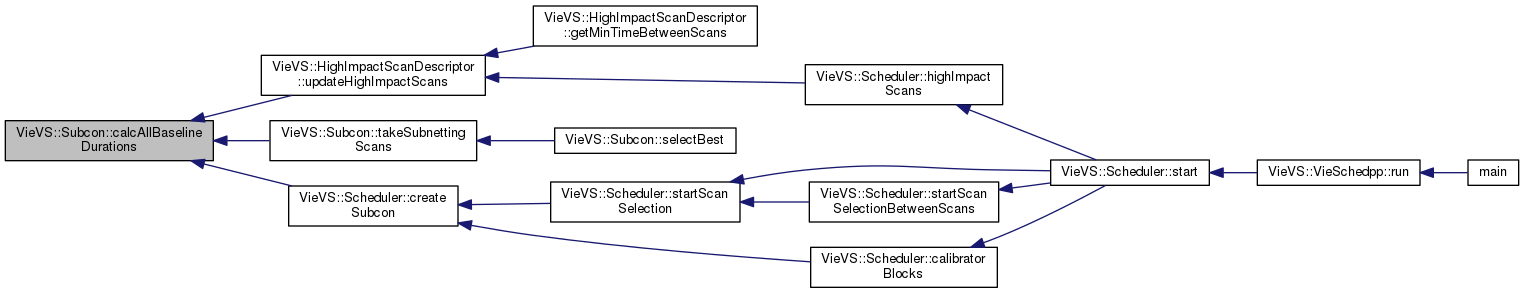 VieVS::HighImpactScanDescriptor
::getMinTimeBetweenScans
VieVS::HighImpactScanDescriptor
::updateHighImpactScans
VieVS::Scheduler::highImpact
Scans
VieVS::Subcon::calcAllBaseline
Durations
VieVS::Subcon::takeSubnetting
Scans
VieVS::Subcon::selectBest
VieVS::Scheduler::start
VieVS::VieSchedpp::run
main
VieVS::Scheduler::create
Subcon
VieVS::Scheduler::startScan
Selection
VieVS::Scheduler::startScan
SelectionBetweenScans
VieVS::Scheduler::calibrator
Blocks